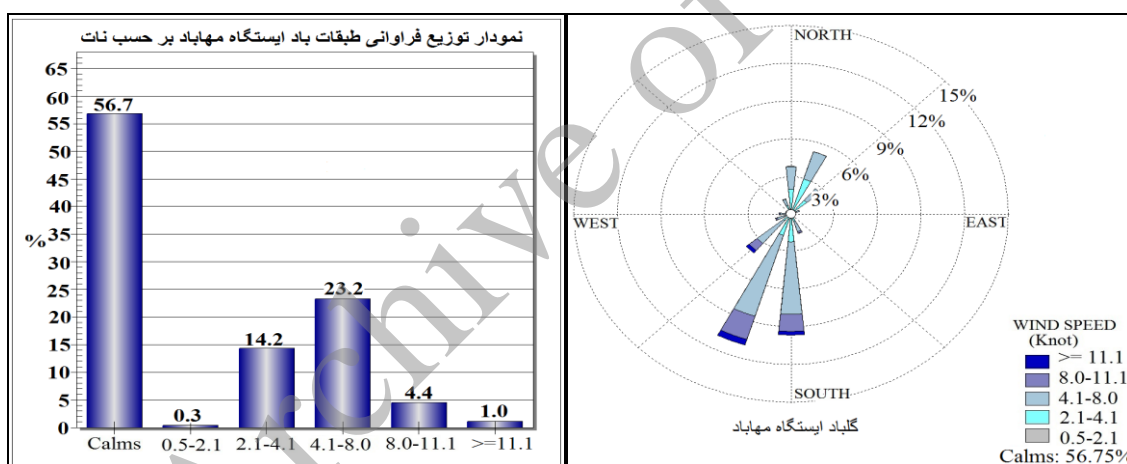 نمودار توزیع فراوانی طبقات باد ایستگاه مهاباد بر حسب نات
65
60
55
50
45
40
35
30
25
20
15
10
5
0
%
56.7
0.3
14.2
23.2
4.4
1.0
Calms 0.5-2.1 2.1-4.1 4.1-8.0 8.0-11.1 >=11.1
NORTH
15%
12%
9%
6%
3%
WEST
EAST
SOUTH
WIND SPEED
(Knot)
>= 11.1
8.0-11.1
4.1-8.0
2.1-4.1
0.5-2.1
Calms: 56.75%
گلباد ایستگاه مهاباد
Archive of